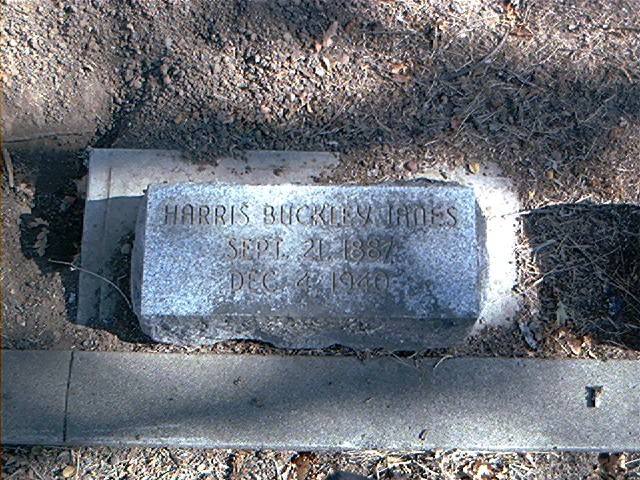 HARRIS BUCKLEY JANES
SEPT. 21, 1887
DEC. 4, 1940